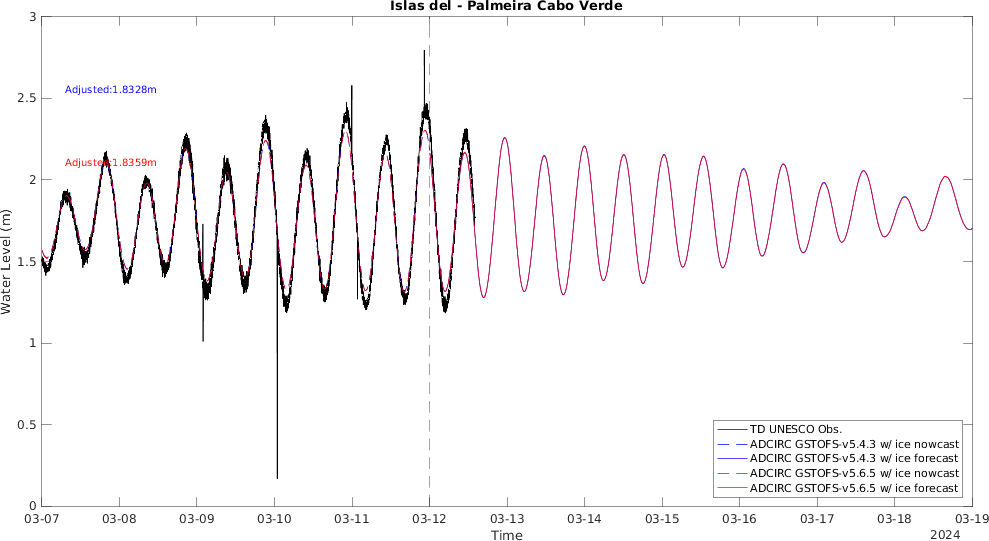 Islas del - Palmeira Cabo Verde
3
2.5
2
1.5
1
0.5
0
Water Level (m)
Adjusted:1.8328m
Adjusted:1.8359m
TD UNESCO Obs.
ADCIRC GSTOFS-v5.4.3 w/ ice nowcast
ADCIRC GSTOFS-v5.4.3 w/ ice forecast
ADCIRC GSTOFS-v5.6.5 w/ ice nowcast
ADCIRC GSTOFS-v5.6.5 w/ ice forecast
03-07 03-08 03-09 03-10 03-11 03-12 03-13 03-14 03-15 03-16 03-17 03-18 03-19
Time
2024